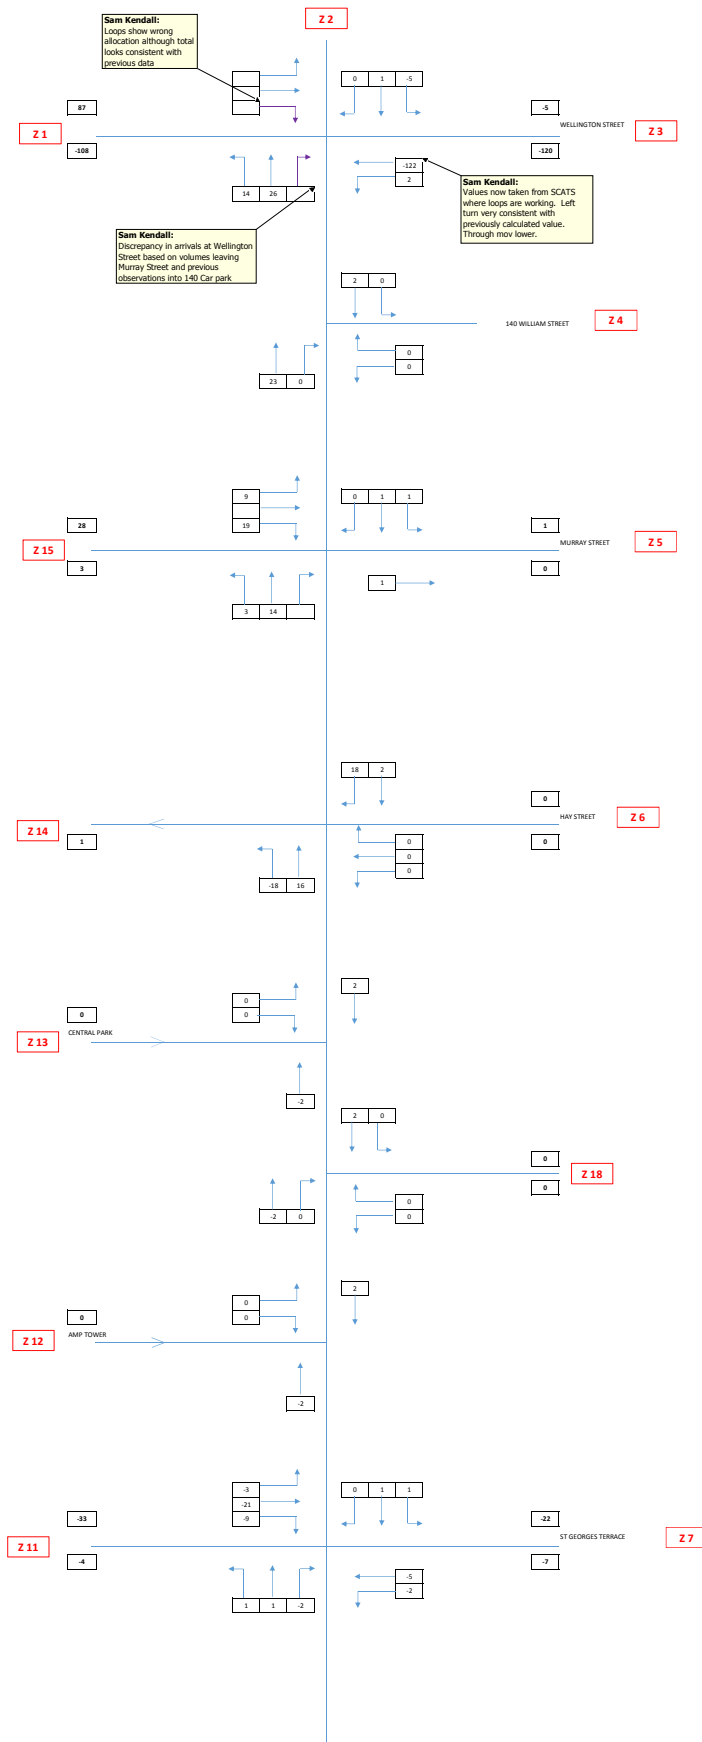 Z 2
Sam Kendall:
Loops show wrong
allocation although total
looks consistent with
previous data
0 1 -5
87
-5
WELLINGTON STREET
Z 1
Z 3
-108
-120
-122
2
14 26
Sam Kendall:
Values now taken from SCATS
where loops are working. Left
turn very consistent with
previously calculated value.
Through mov lower.
Sam Kendall:
Discrepancy in arrivals at Wellington
Street based on volumes leaving
Murray Street and previous
observations into 140 Car park
2 0
140 WILLIAM STREET
Z 4
0
0
23 0
9
19
0 1 1
28
1
MURRAY STREET
Z 15
Z 5
3
0
1
3 14
18 2
0
HAY STREET
Z 14
Z 6
1
0
0
0
0
-18 16
2
0
0
0
CENTRAL PARK
Z 13
-2
2 0
0
Z 18
0
0
0
-2 0
2
0
0
0
AMP TOWER
Z 12
-2
-3
-21
-9
0 1 1
-33
-22
ST GEORGES TERRACE
Z 11
Z 7
-4
-7
-5
-2
1 1 -2